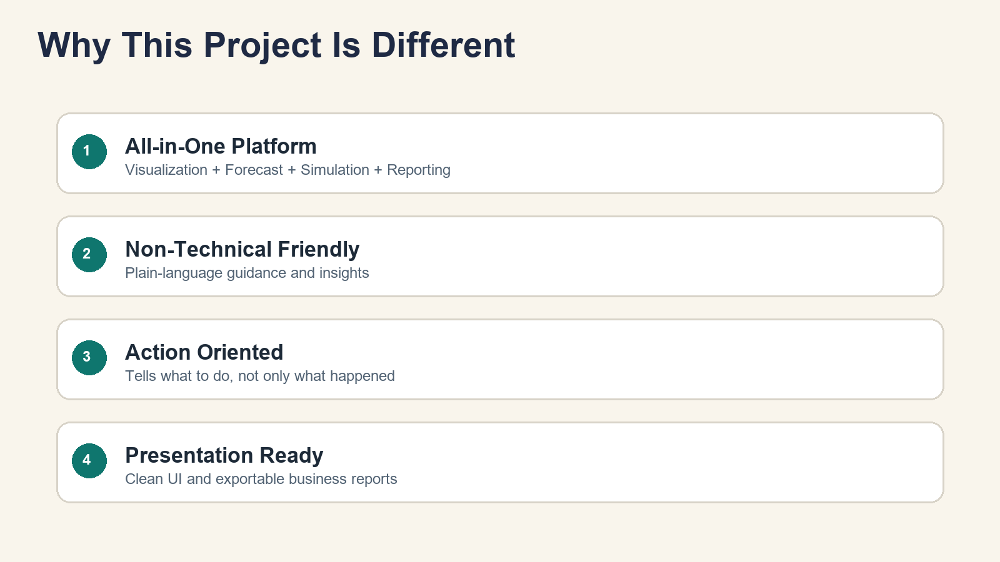 Why This Project Is Different
1
All-in-One Platform
Visualization + Forecast + Simulation + Reporting
2
Non-Technical Friendly
Plain-language guidance and insights
3
Action Oriented
Tells what to do, not only what happened
4
Presentation Ready
Clean UI and exportable business reports